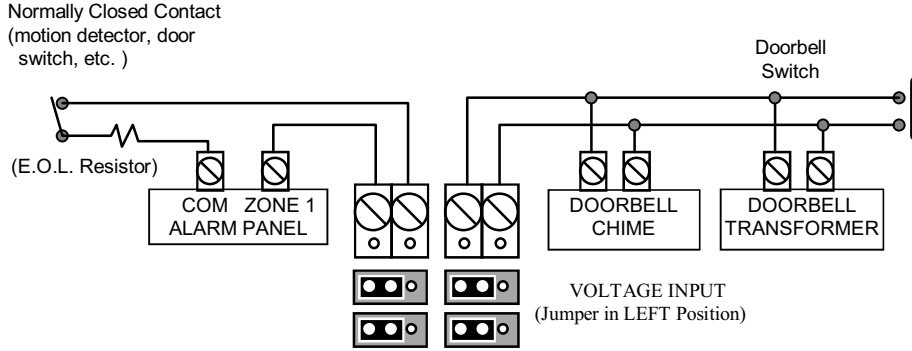 Normally Closed Contact
(motion detector, door
switch, etc. )
Doorbell
Switch
(E.O.L. Resistor)
COM ZONE 1
ALARM PANEL
DOORBELL
CHIME
DOORBELL
TRANSFORMER
VOLTAGE INPUT
(Jumper in LEFT Position)